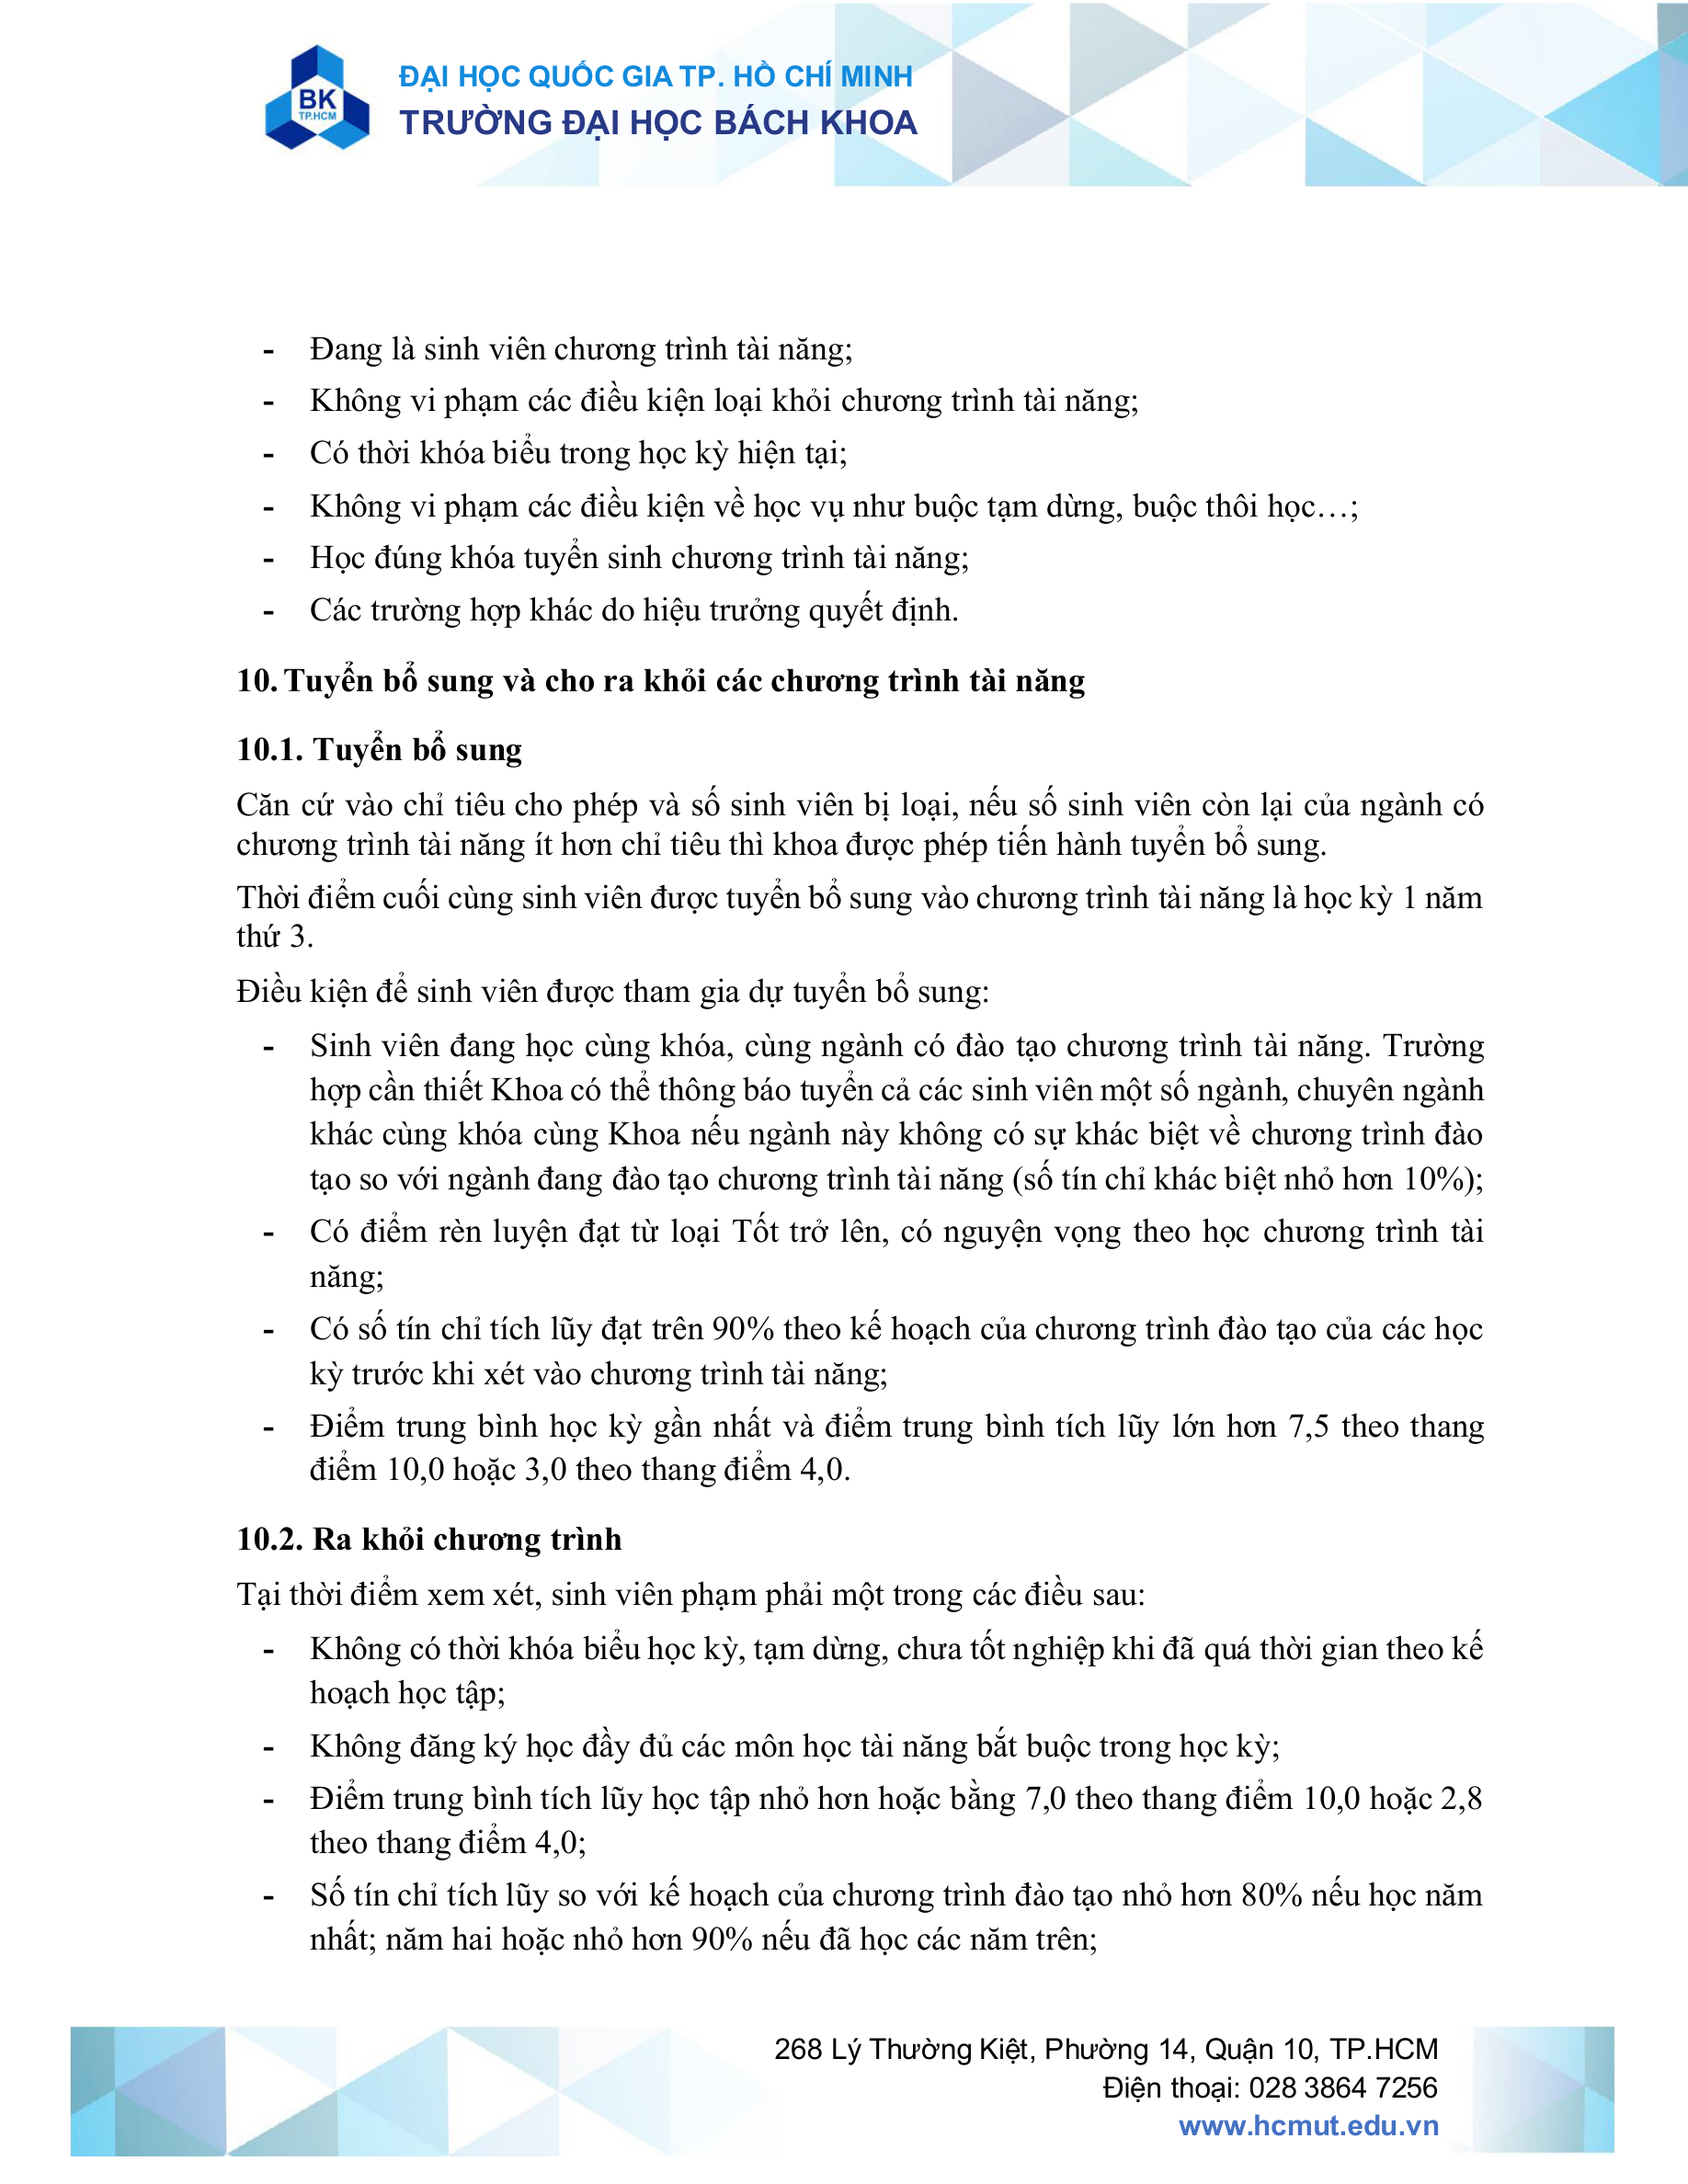 BK
TP.HCM
ĐẠI HỌC QUỐC GIA TP. HỒ CHÍ MINH
TRƯỜNG ĐẠI HỌC BÁCH KHOA
- Đang là sinh viên chương trình tài năng;
- Không vi phạm các điều kiện loại khỏi chương trình tài năng;
- Có thời khóa biểu trong học kỳ hiện tại;
- Không vi phạm các điều kiện về học vụ như buộc tạm dừng, buộc thôi học…;
- Học đúng khóa tuyển sinh chương trình tài năng;
- Các trường hợp khác do hiệu trưởng quyết định.
10. Tuyển bổ sung và cho ra khỏi các chương trình tài năng
10.1. Tuyển bổ sung
Căn cứ vào chỉ tiêu cho phép và số sinh viên bị loại, nếu số sinh viên còn lại của ngành có
chương trình tài năng ít hơn chỉ tiêu thì khoa được phép tiến hành tuyển bổ sung.
Thời điểm cuối cùng sinh viên được tuyển bổ sung vào chương trình tài năng là học kỳ 1 năm
thứ 3.
Điều kiện để sinh viên được tham gia dự tuyển bổ sung:
- Sinh viên đang học cùng khóa, cùng ngành có đào tạo chương trình tài năng. Trường
hợp cần thiết Khoa có thể thông báo tuyển cả các sinh viên một số ngành, chuyên ngành
khác cùng khóa cùng Khoa nếu ngành này không có sự khác biệt về chương trình đào
tạo so với ngành đang đào tạo chương trình tài năng (số tín chỉ khác biệt nhỏ hơn 10%);
- Có điểm rèn luyện đạt từ loại Tốt trở lên, có nguyện vọng theo học chương trình tài
năng;
- Có số tín chỉ tích lũy đạt trên 90% theo kế hoạch của chương trình đào tạo của các học
kỳ trước khi xét vào chương trình tài năng;
- Điểm trung bình học kỳ gần nhất và điểm trung bình tích lũy lớn hơn 7,5 theo thang
điểm 10,0 hoặc 3,0 theo thang điểm 4,0.
10.2. Ra khỏi chương trình
Tại thời điểm xem xét, sinh viên phạm phải một trong các điều sau:
- Không có thời khóa biểu học kỳ, tạm dừng, chưa tốt nghiệp khi đã quá thời gian theo kế
hoạch học tập;
- Không đăng ký học đầy đủ các môn học tài năng bắt buộc trong học kỳ;
- Điểm trung bình tích lũy học tập nhỏ hơn hoặc bằng 7,0 theo thang điểm 10,0 hoặc 2,8
theo thang điểm 4,0;
- Số tín chỉ tích lũy so với kế hoạch của chương trình đào tạo nhỏ hơn 80% nếu học năm
nhất; năm hai hoặc nhỏ hơn 90% nếu đã học các năm trên;
268 Lý Thường Kiệt, Phường 14, Quận 10, TP.HCM
Điện thoại: 028 3864 7256
www.hcmut.edu.vn